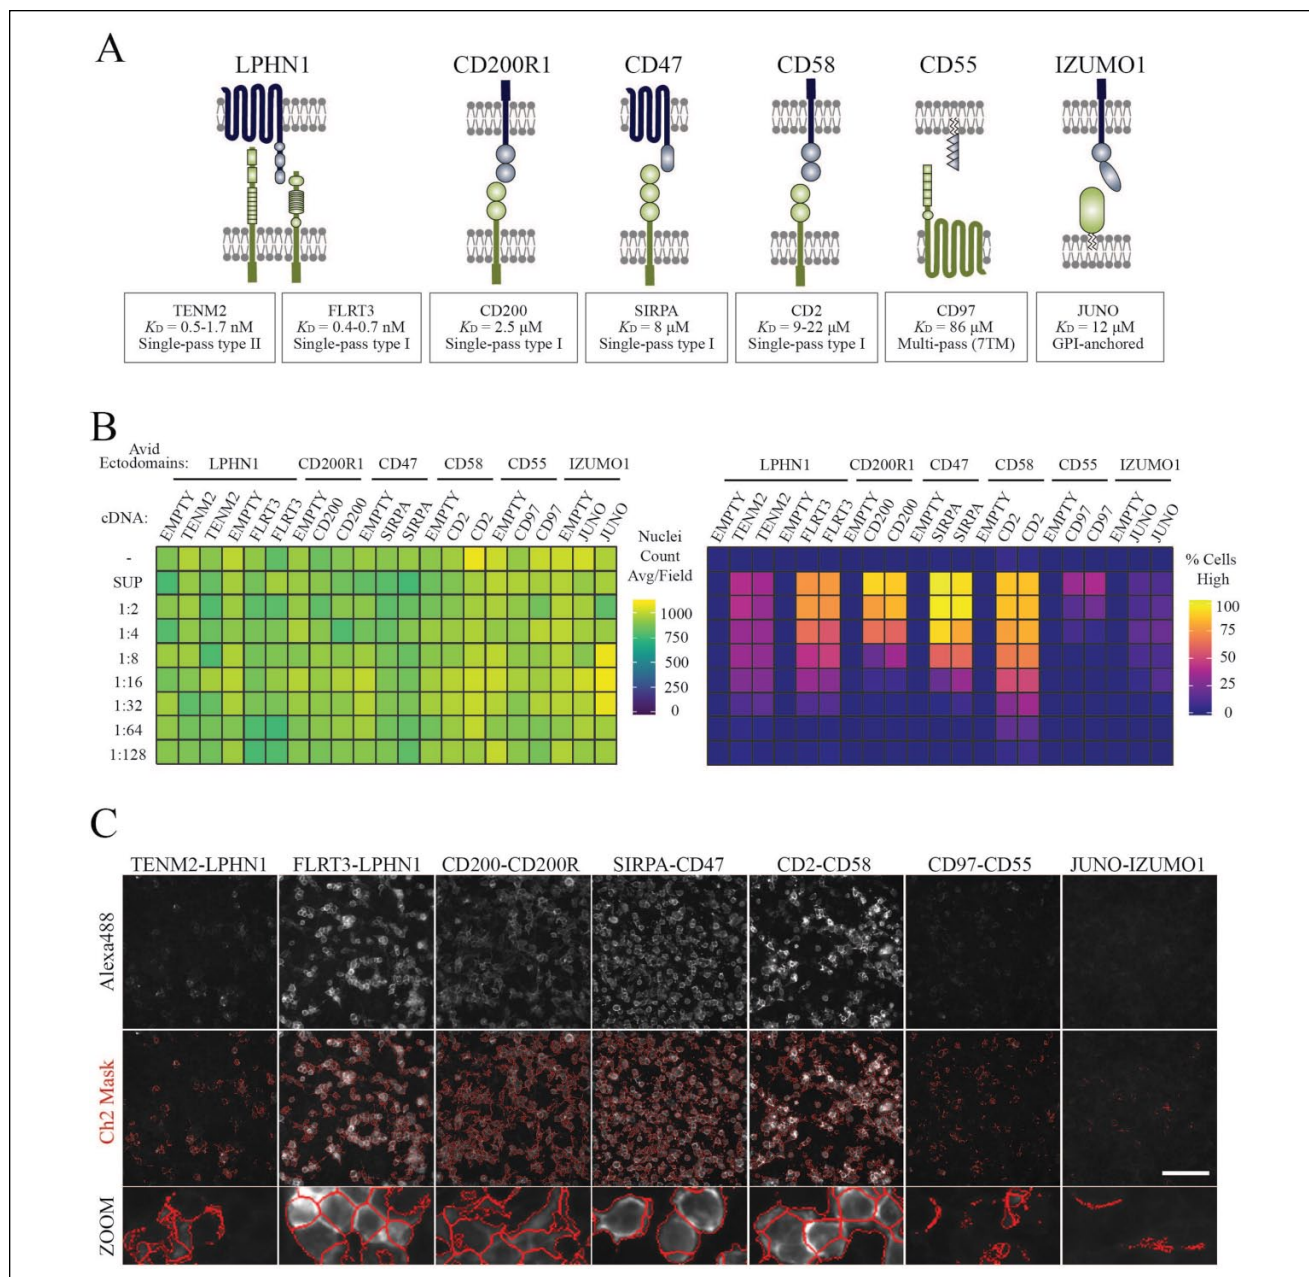 A
LPHN1 CD200R1 CD47 CD58 CD55 IZUMO1
TENM2 FLRT3 CD200 SIRPA CD2 CD97 JUNO
KD = 0.5-1.7 nM KD = 0.4-0.7 nM KD = 2.5 μM KD = 8 μM KD = 9-22 μM KD = 86 μM KD = 12 μM
Single-pass type II Single-pass type I Single-pass type I Single-pass type I Single-pass type I Multi-pass (7TM) GPI-anchored
B
Avid
Ectodomains: LPHN1 CD200R1 CD47 CD58 CD55 IZUMO1
cDNA: EMPTY TENM2 TENM2 EMPTY FLRT3 FLRT3 EMPTY CD200 CD200 EMPTY SIRPA SIRPA EMPTY CD2 CD2 EMPTY CD97 CD97 EMPTY JUNO JUNO
-
SUP
1:2
1:4
1:8
1:16
1:32
1:64
1:128
Nuclei
Count
Avg/Field
1000
750
500
250
0
LPHN1 CD200R1 CD47 CD58 CD55 IZUMO1
EMPTY TENM2 TENM2 EMPTY FLRT3 FLRT3 EMPTY CD200 CD200 EMPTY SIRPA SIRPA EMPTY CD2 CD2 EMPTY CD97 CD97 EMPTY JUNO JUNO
% Cells
High
100
75
50
25
0
C
TENM2-LPHN1 FLRT3-LPHN1 CD200-CD200R SIRPA-CD47 CD2-CD58 CD97-CD55 JUNO-IZUMO1
Alexa488
Ch2 Mask
ZOOM